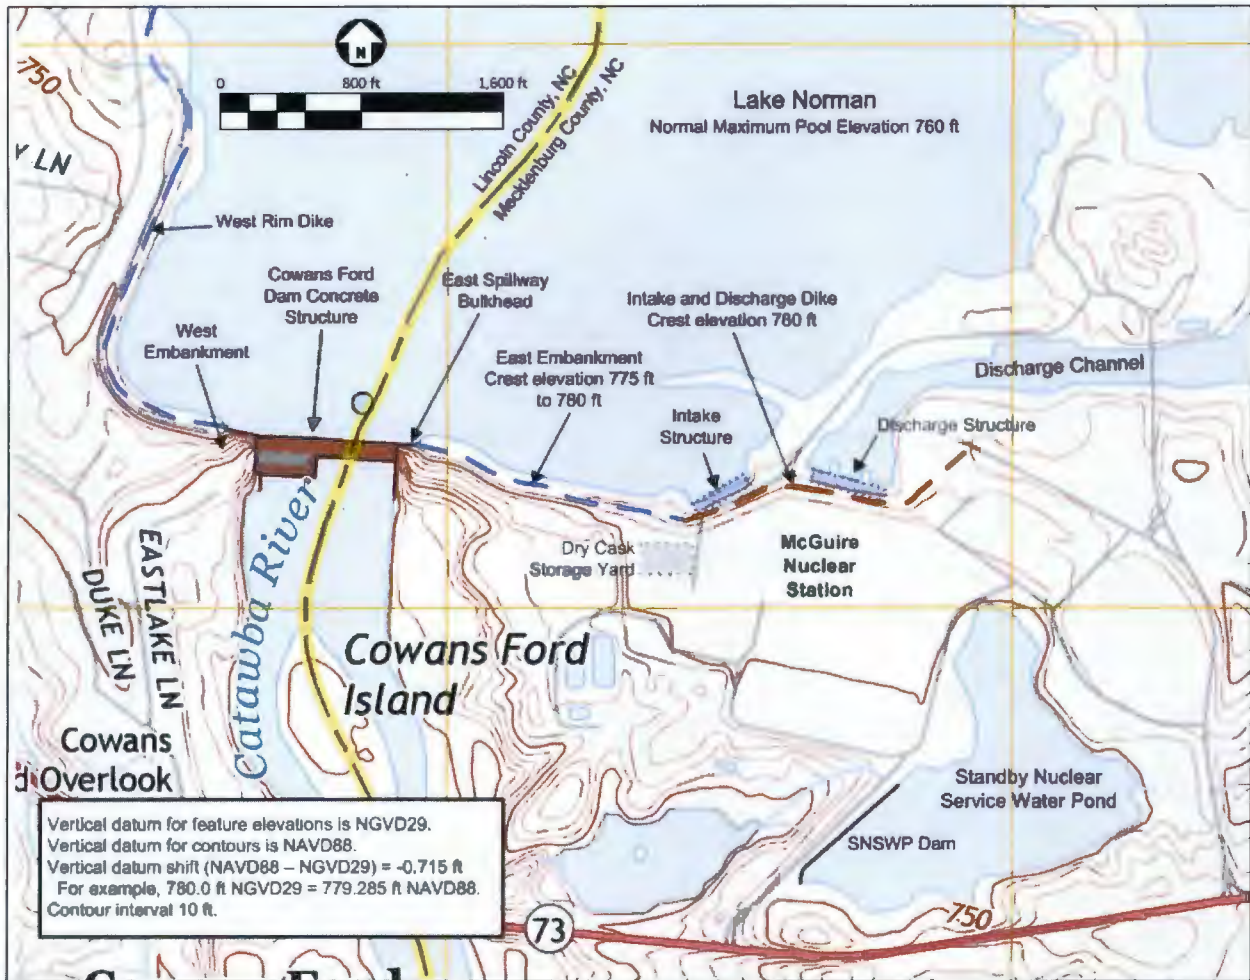 750
N
0 800 ft 1,600 ft
Lincoln County, NC
Mecklenburg County, NC
Lake Norman
Normal Maximum Pool Elevation 760 ft
Y LN
West Rim Dike
Cowans Ford
Dam Concrete
Structure
East Spillway
Bulkhead
Intake and Discharge Dike
Crest elevation 780 ft
West
Embankment
East Embankment
Crest elevation 775 ft
to 780 ft
Discharge Channel
Intake
Structure
Discharge Structure
Catawba River
EASTLAKE LN
DUKE LN
Dry Cask
Storage Yard
McGuire
Nuclear
Station
Cowans Ford
Island
Cowans
d Overlook
Standby Nuclear
Service Water Pond
SNSWP Dam
Vertical datum for feature elevations is NGVD29.
Vertical datum for contours is NAVD88.
Vertical datum shift (NAVD88 – NGVD29) = -0.715 ft
For example, 780.0 ft NGVD29 = 779.285 ft NAVD88.
Contour interval 10 ft.
73
750